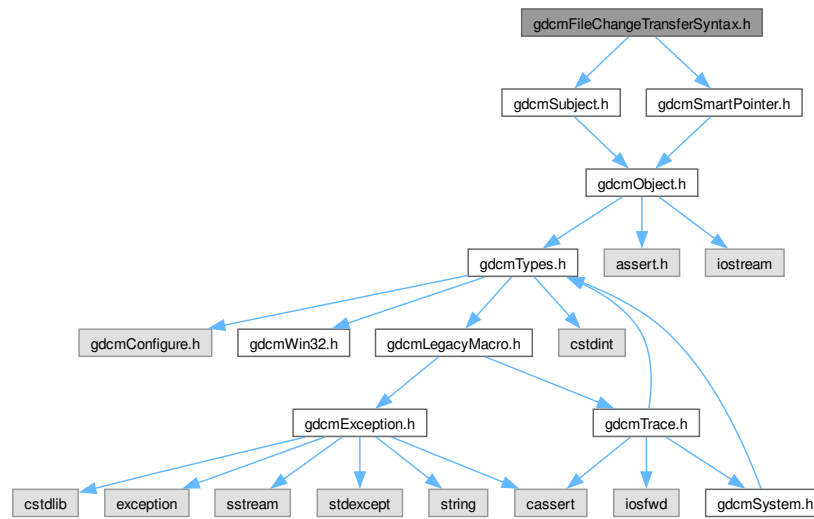 gdcmFileChangeTransferSyntax.h
gdcmSubject.h
gdcmSmartPointer.h
gdcmObject.h
gdcmTypes.h
assert.h
iostream
gdcmConfigure.h
gdcmWin32.h
gdcmLegacyMacro.h
cstdint
gdcmException.h
gdcmTrace.h
cstdlib
exception
sstream
stdexcept
string
cassert
iosfwd
gdcmSystem.h